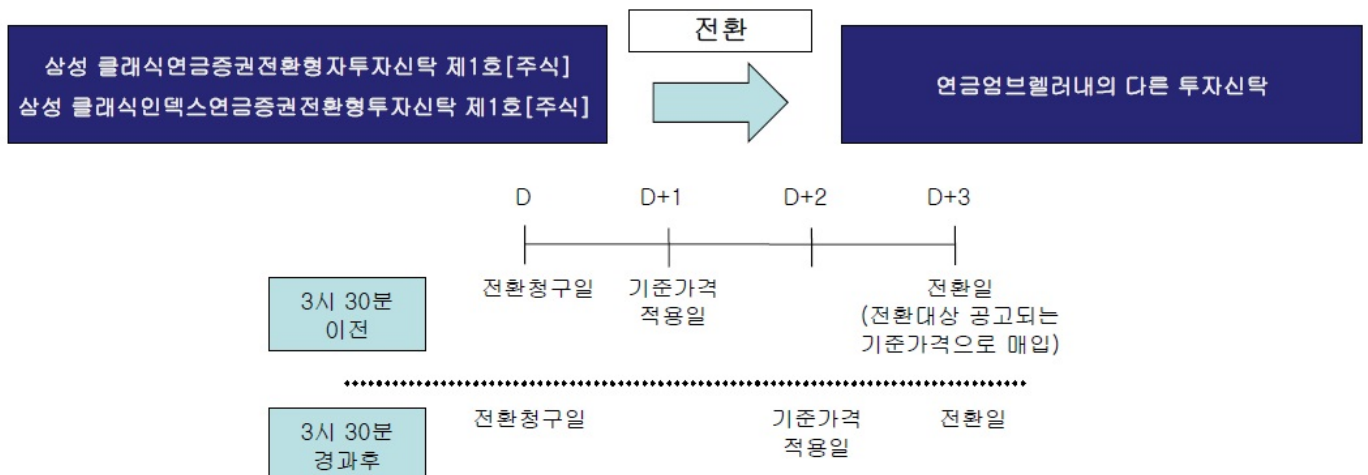 전환
삼성 클래식연금증권전환형자투자신탁 제1호[주식]
삼성 클래식인덱스연금증권전환형투자신탁 제1호[주식]
연금엄브렐러내의 다른 투자신탁
D D+1 D+2 D+3
3시 30분
이전
전환청구일
기준가격
적용일
전환일
(전환대상 공고되는
기준가격으로 매입)
3시 30분
경과후
전환청구일
기준가격
적용일
전환일